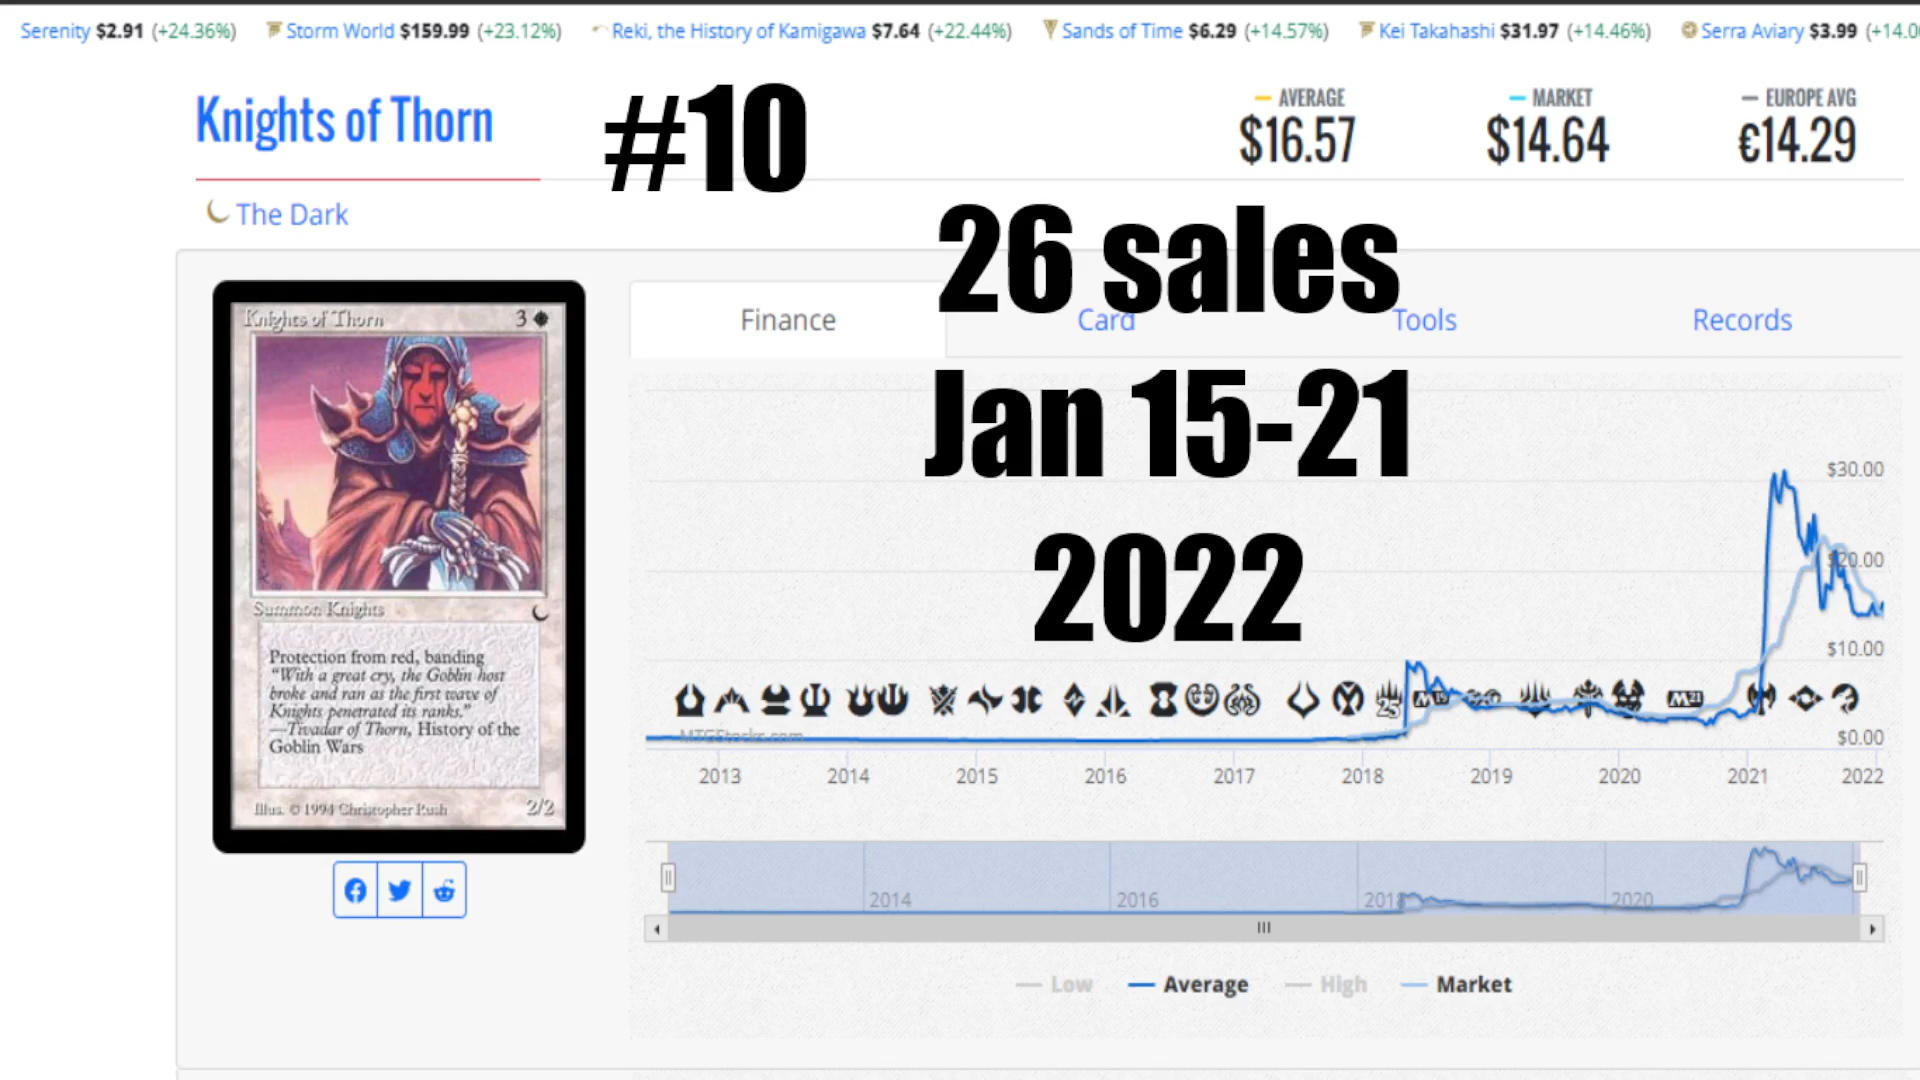 Serenity $2.91 (+24.36%) Storm World $159.99 (+23.12%) Reki, the History of Kamigawa $7.64 (+22.44%) Sands of Time $6.29 (+14.57%) Kei Takahashi $31.97 (+14.46%) Serra Aviary $3.99 (+14.0
Knights of Thorn
#10
AVERAGE
$16.57
MARKET
$14.64
EUROPE AVG
€14.29
The Dark
26 sales
Jan 15-21
2022
Finance Card Tools Records
Knights of Thorn 3
Summon Knights
Protection from red, banding
"With a great cry, the Goblin host
broke and ran as the first wave of
Knights penetrated its ranks."
—Tivadar of Thorn, History of the
Goblin Wars
Illus. © 1994 Christopher Rush 2/2
$30.00
$20.00
$10.00
$0.00
25 M19 M21
MTGStocks.com
2013 2014 2015 2016 2017 2018 2019 2020 2021 2022
2014 2016 2018 2020
Low Average High Market